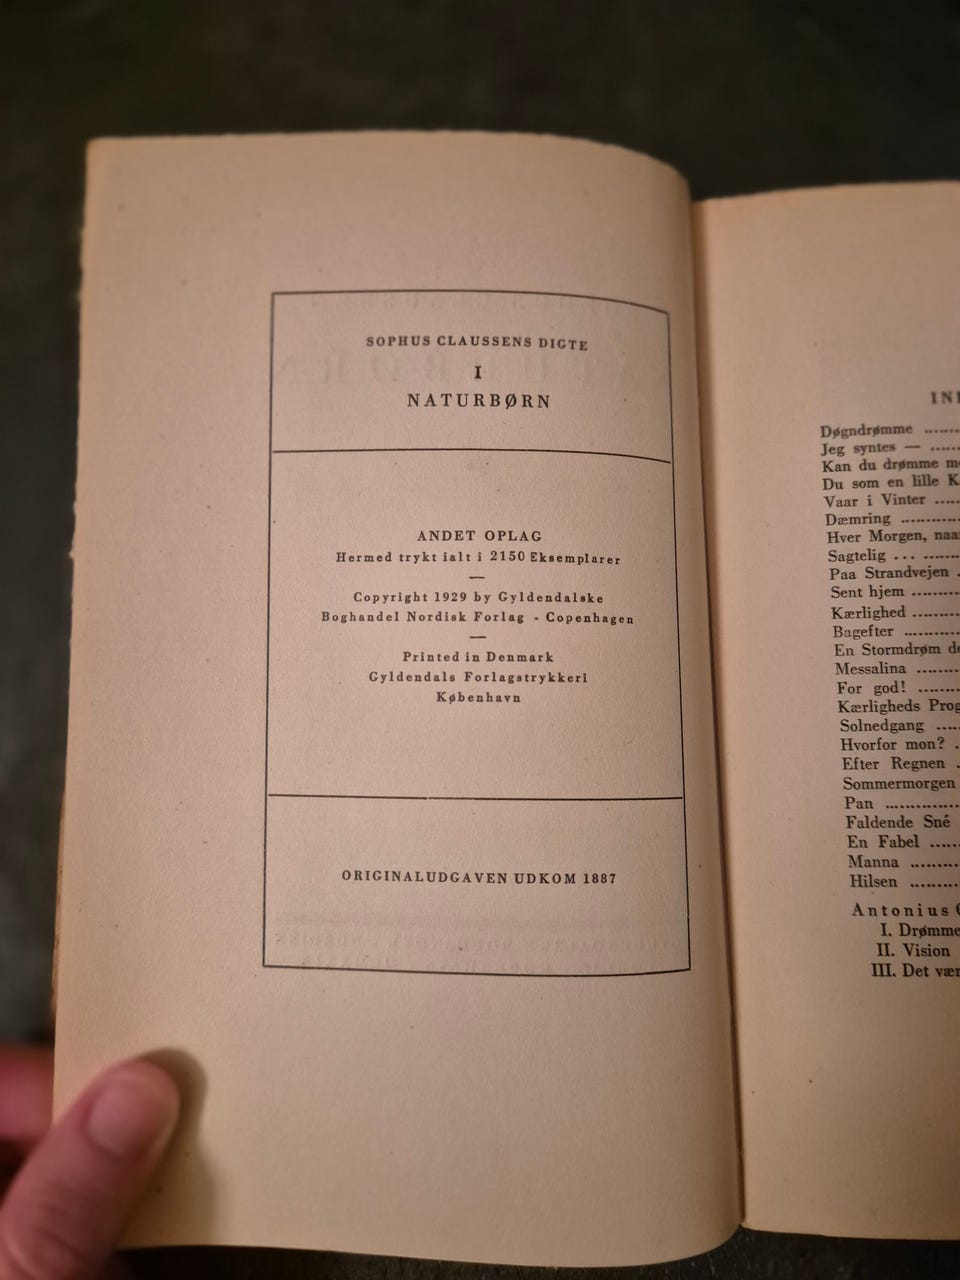 SOPHUS CLAUSSENS DIGTE
I
NATURBØRN
ANDET OPLAG
Hermed trykt ialt i 2150 Eksemplarer
Copyright 1929 by Gyldendalske
Boghandel Nordisk Forlag - Copenhagen
Printed in Denmark
Gyldendals Forlagstrykkeri
København
ORIGINALUDGAVEN UDKOM 1887
Døgndrømme ........
Jeg syntes — ......
Kan du drømme
Du som en lille
Vaar i Vinter .....
Dæmring ..........
Hver Morgen,
Sagtelig ... .......
Paa Strandvejen .
Sent hjem ........
Kærlighed ........
Bagefter .........
En Stormdrøm
Messalina ........
For god! .......
Kærligheds
Solnedgang .....
Hvorfor mon? .
Efter Regnen .
Sommermorgen
Pan ..............
Faldende Sné
En Fabel .....
Manna ........
Hilsen ........
Antonius
I. Drømme
II. Vision
III. Det